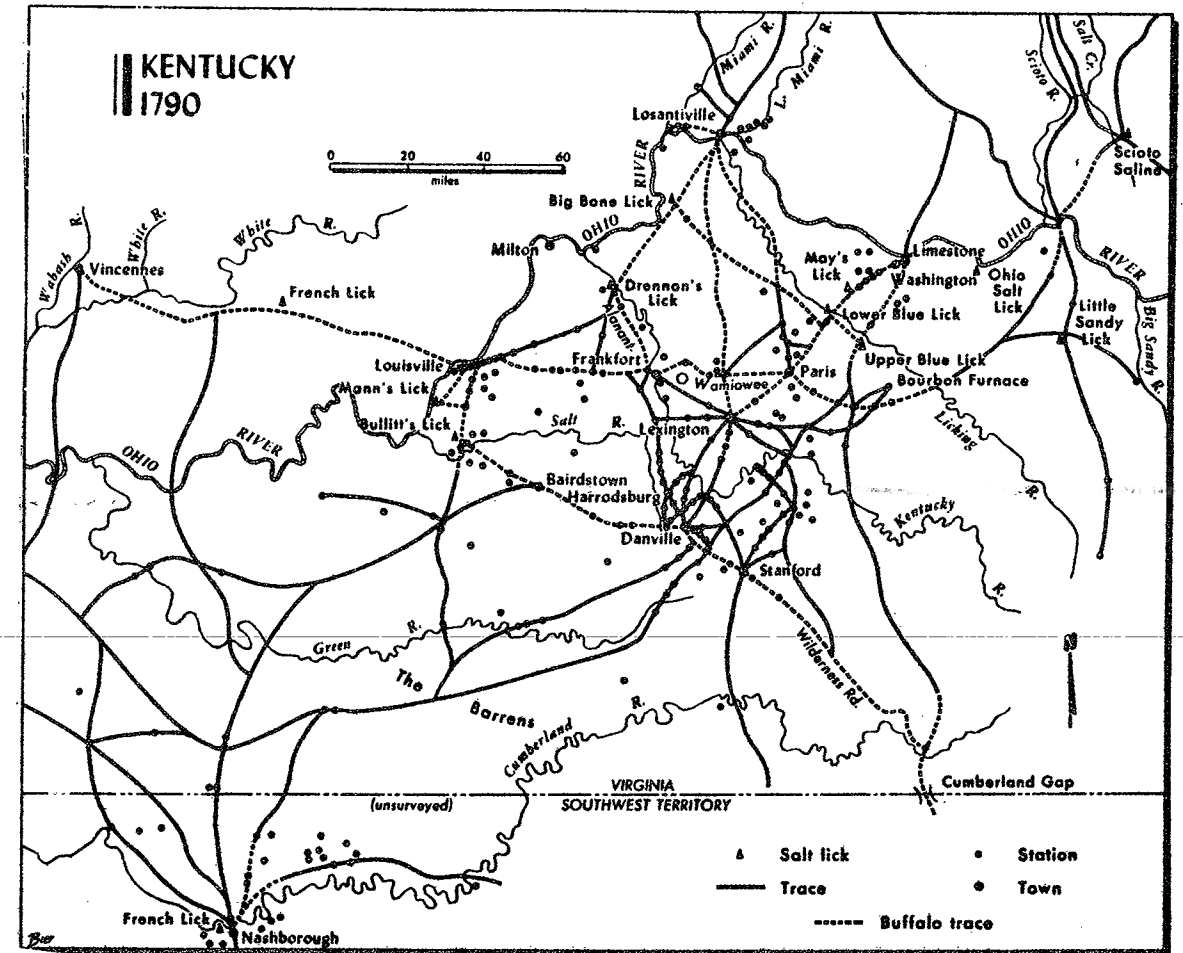 KENTUCKY
1790
0 20 40 60
miles
Miami R.
L. Miami R.
Scioto R.
Salt Cr.
Losantiville
Scioto
Saline
RIVER
Big Bone Lick
OHIO
Milton
White R.
White R.
Wabash R.
Vincennes
French Lick
Drennon's
Lick
May's
Lick
Limestone
Washington
OHIO
RIVER
Ohio
Salt
Lick
Little
Sandy
Lick
Big Sandy R.
Lower Blue Lick
Upper Blue Lick
Louisville
Frankfort
Wamiowee
Paris
Bourbon Furnace
Mann's Lick
Bullitt's Lick
Salt R.
Lexington
Licking R.
OHIO RIVER
Bairdstown
Harrodsburg
Kentucky R.
Danville
Stanford
Green R.
Wilderness Rd.
The Barrens
Cumberland R.
VIRGINIA
(unsurveyed)
SOUTHWEST TERRITORY
Cumberland Gap
Salt lick
Station
Trace
Town
Buffalo trace
French Lick
Nashborough